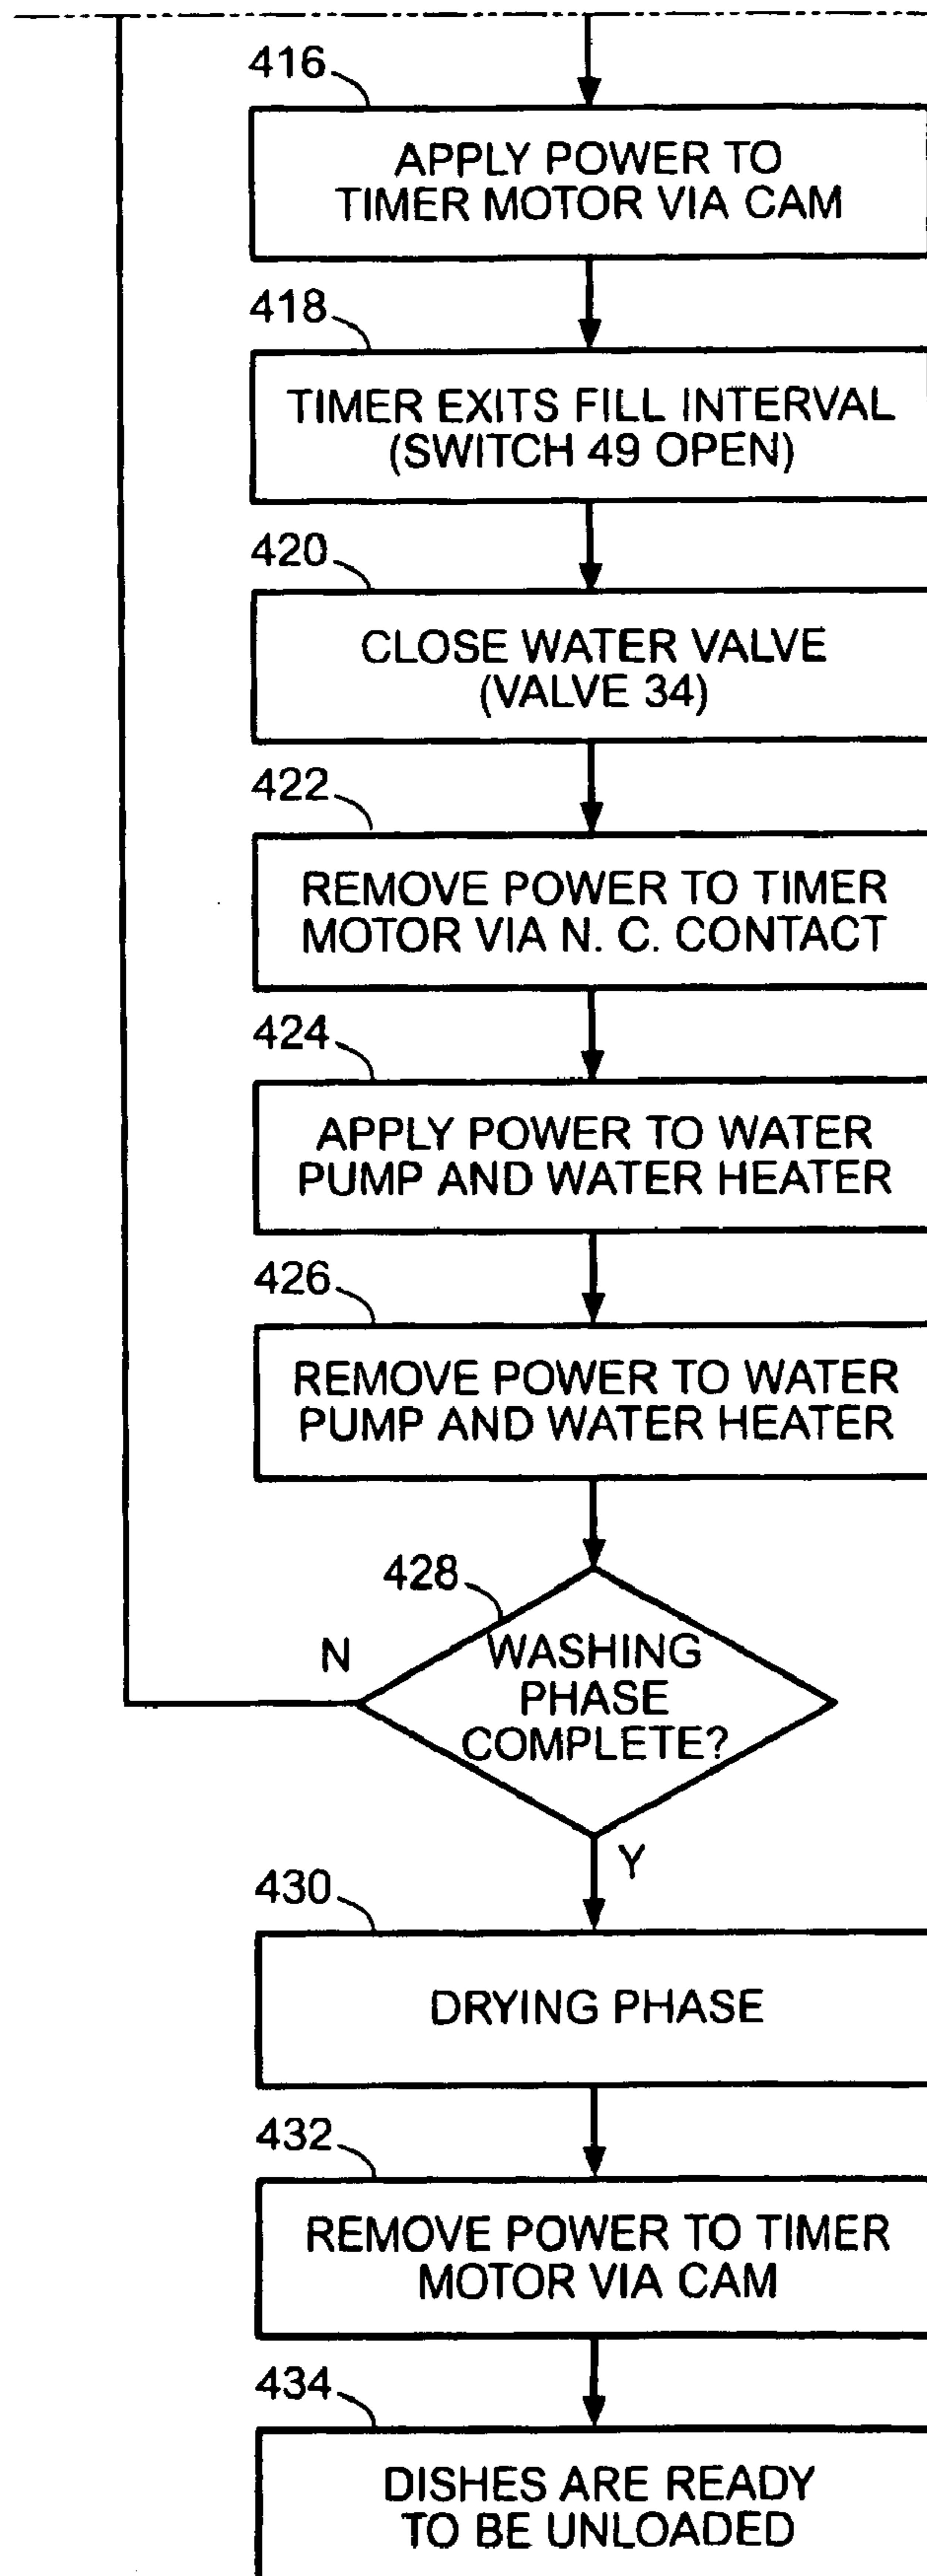 416
APPLY POWER TO
TIMER MOTOR VIA CAM
418
TIMER EXITS FILL INTERVAL
(SWITCH 49 OPEN)
420
CLOSE WATER VALVE
(VALVE 34)
422
REMOVE POWER TO TIMER
MOTOR VIA N. C. CONTACT
424
APPLY POWER TO WATER
PUMP AND WATER HEATER
426
REMOVE POWER TO WATER
PUMP AND WATER HEATER
428
N
WASHING
PHASE
COMPLETE?
Y
430
DRYING PHASE
432
REMOVE POWER TO TIMER
MOTOR VIA CAM
434
DISHES ARE READY
TO BE UNLOADED